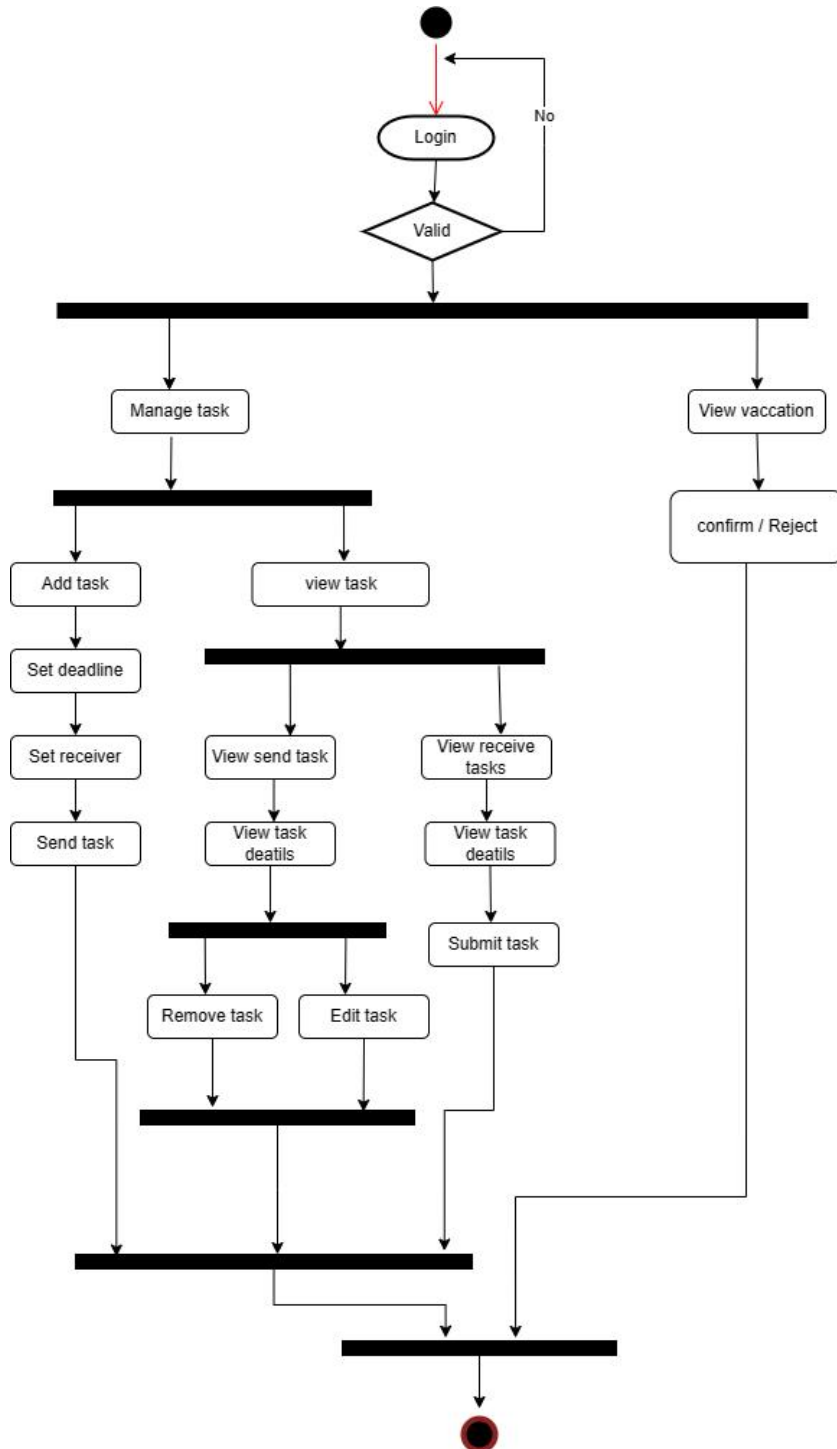 No
Login
Valid
Manage task
View vaccation
confirm / Reject
Add task
view task
Set deadline
Set receiver
View send task
View receive
tasks
Send task
View task
deatils
View task
deatils
Submit task
Remove task
Edit task